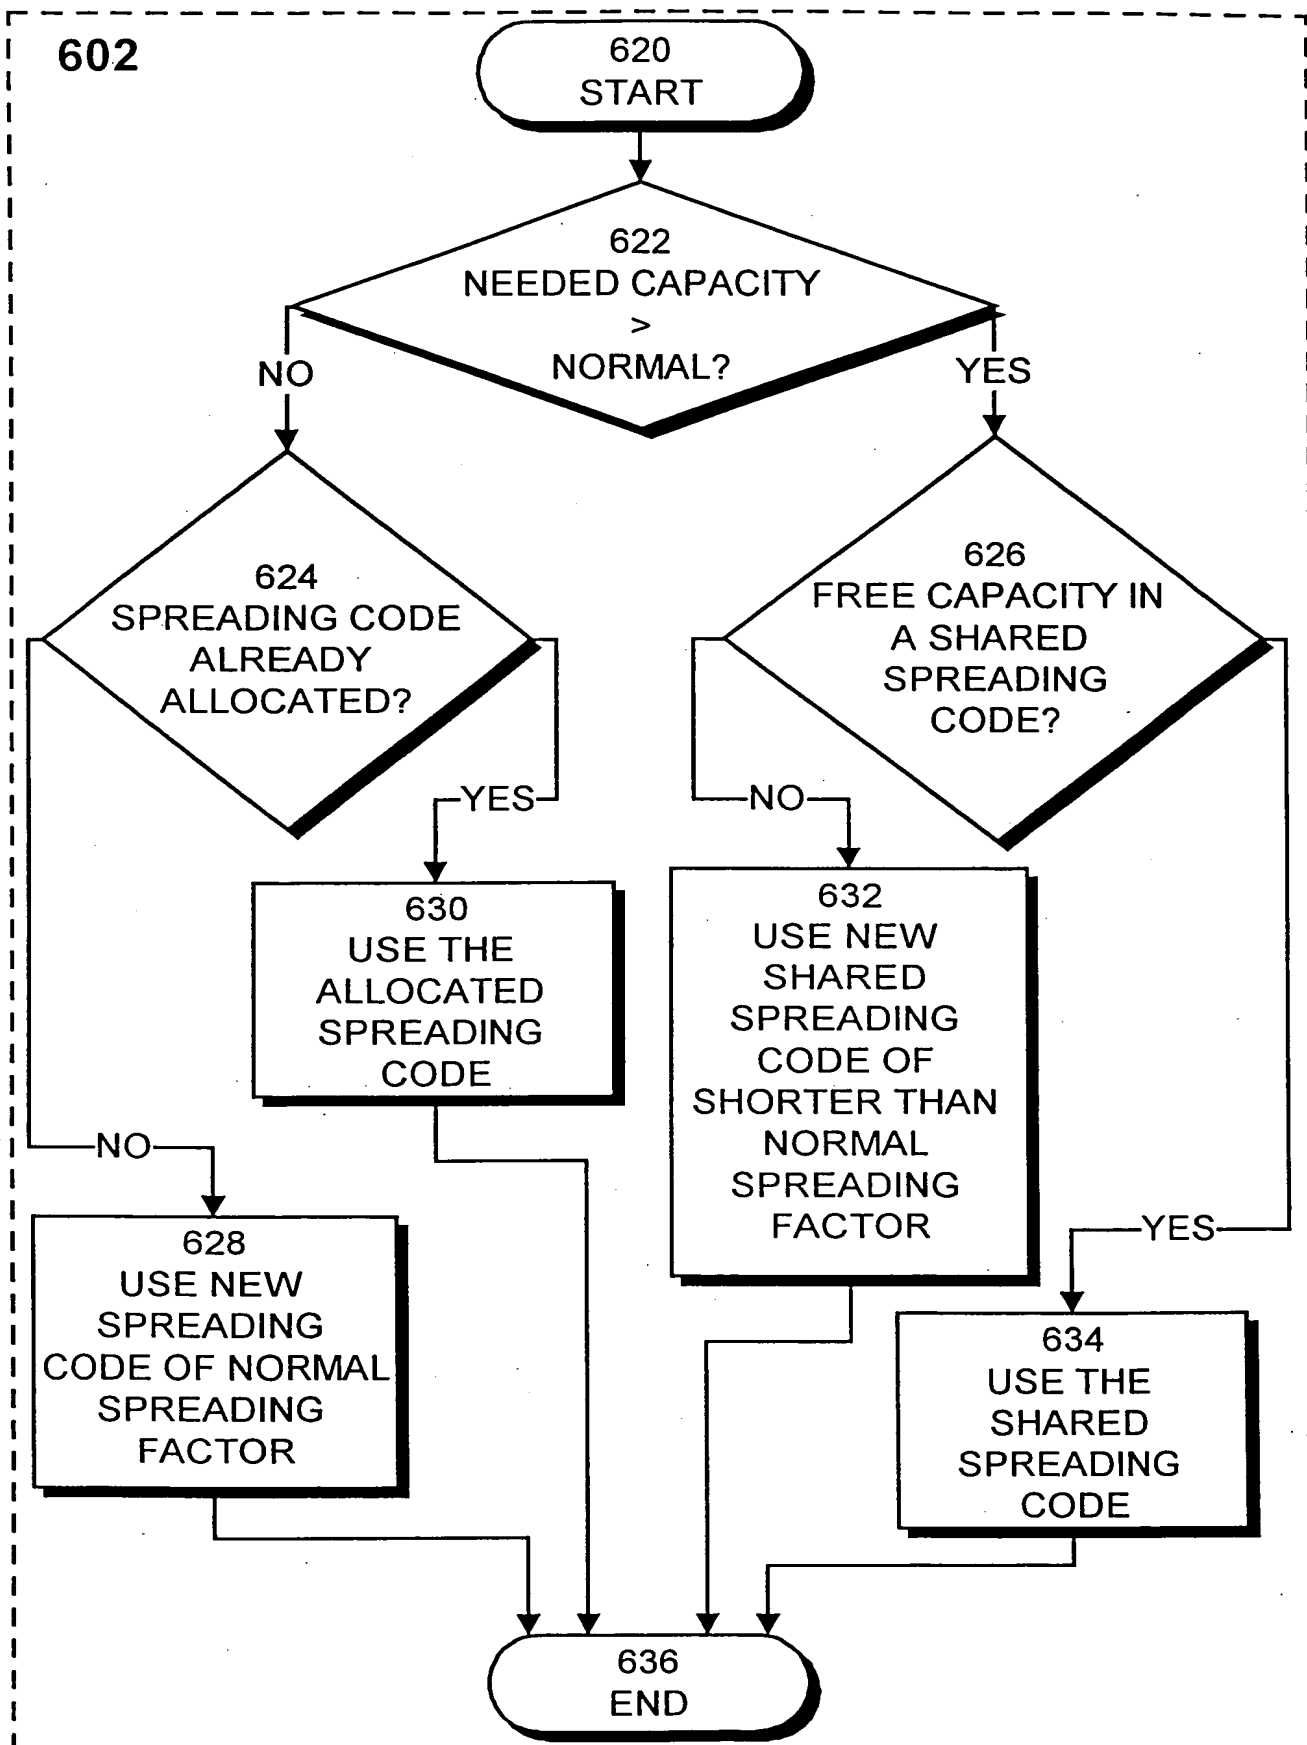 602
620
START
622
NEEDED CAPACITY
>
NORMAL?
NO
YES
624
SPREADING CODE
ALREADY
ALLOCATED?
626
FREE CAPACITY IN
A SHARED
SPREADING
CODE?
YES
NO
630
USE THE
ALLOCATED
SPREADING
CODE
632
USE NEW
SHARED
SPREADING
CODE OF
SHORTER THAN
NORMAL
SPREADING
FACTOR
NO
YES
628
USE NEW
SPREADING
CODE OF NORMAL
SPREADING
FACTOR
634
USE THE
SHARED
SPREADING
CODE
636
END